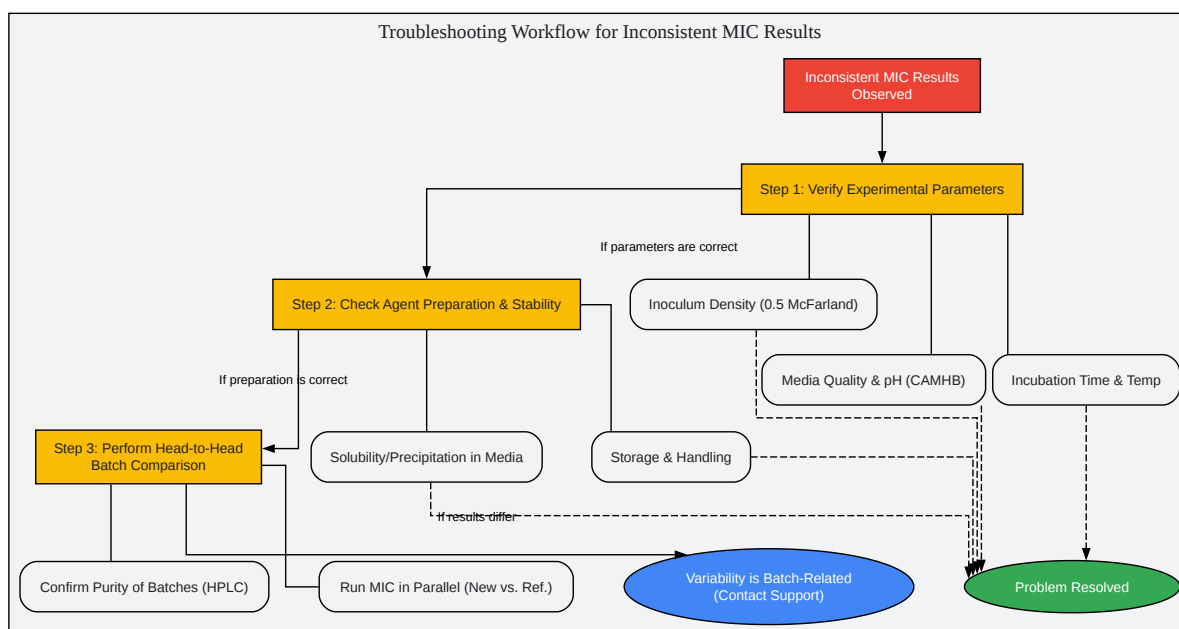 Troubleshooting Workflow for Inconsistent MIC Results
Inconsistent MIC Results
Observed
Step 1: Verify Experimental Parameters
If parameters are correct
Step 2: Check Agent Preparation & Stability
Inoculum Density (0.5 McFarland)
If preparation is correct
Media Quality & pH (CAMHB)
Incubation Time & Temp
Step 3: Perform Head-to-Head
Batch Comparison
Solubility/Precipitation in Media
Storage & Handling
If results differ
Confirm Purity of Batches (HPLC)
Run MIC in Parallel (New vs. Ref.)
Variability is Batch-Related
(Contact Support)
Problem Resolved